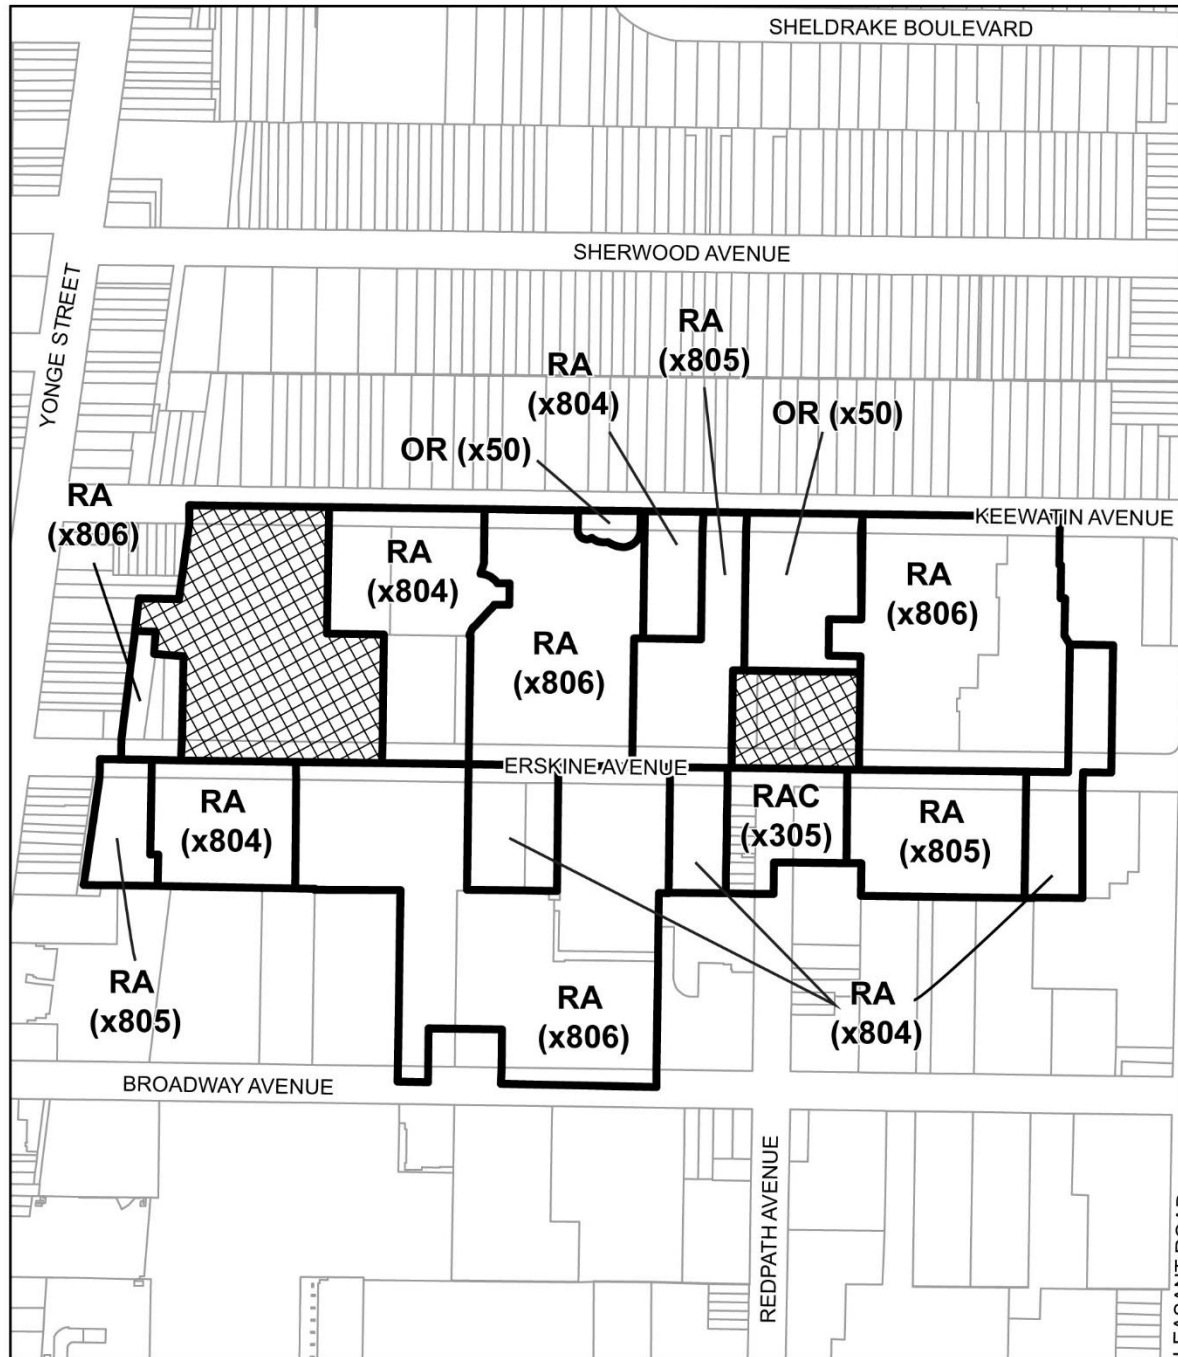 SHELDRAKE BOULEVARD
SHERWOOD AVENUE
YONGE STREET
RA
(x805)
RA
(x804)
OR (x50)
OR (x50)
RA
(x806)
KEEWATIN AVENUE
RA
(x804)
RA
(x806)
RA
(x806)
ERSKINE AVENUE
RA
(x804)
RAC
(x305)
RA
(x805)
RA
(x805)
RA
(x806)
RA
(x804)
BROADWAY AVENUE
REDPATH AVENUE
LEASANT ROAD